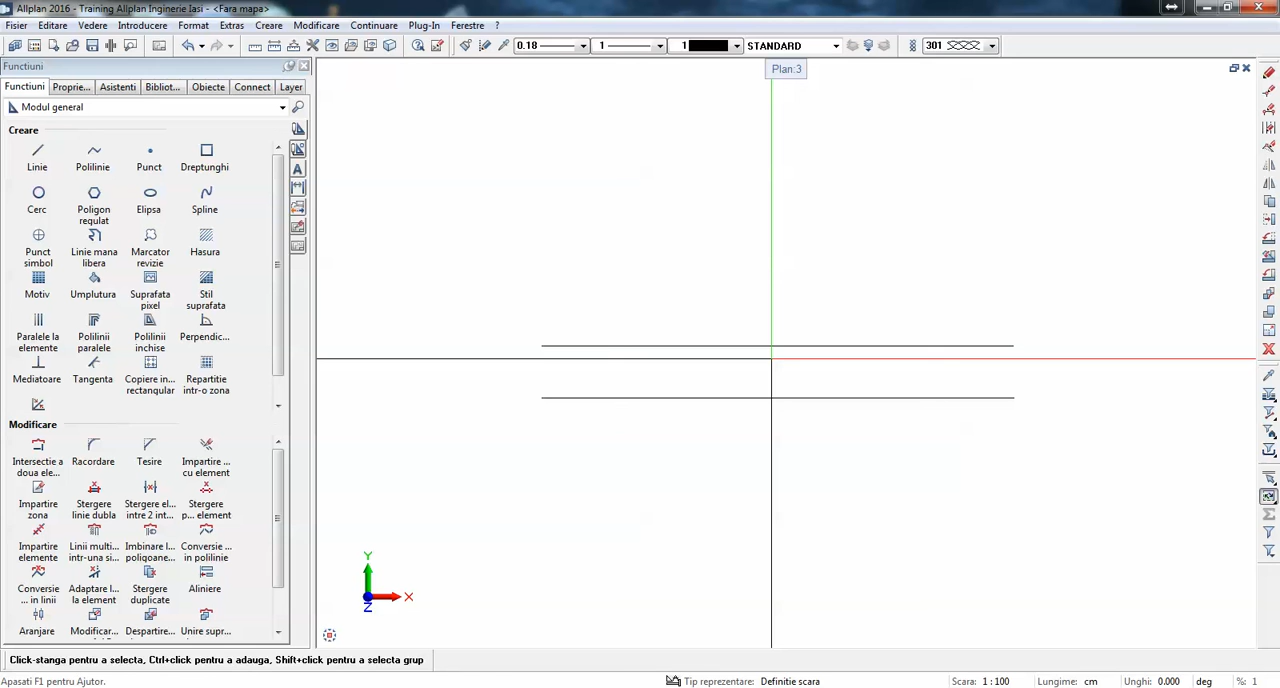 Allplan 2016 - Training Allplan Inginerie Iasi - <Fara mapa>
Fisier Editare Vedere Introducere Format Extras Creare Modificare Continuare Plug-In Ferestre ?
0.18 1 1 STANDARD 301
Functiuni
Plan:3
Functiuni Proprie... Asistenti Bibliot... Obiecte Connect Layer
Modul general
Creare
Linie Polilinie Punct Dreptunghi
Cerc Poligon regulat Elipsa Spline
Punct simbol Linie mana libera Marcator revizie Hasura
Motiv Umplutura Suprafata pixel Stil suprafata
Paralele la elemente Polilinii paralele Polilinii inchise Perpendic...
Mediatoare Tangenta Copiere in... rectangular Repartitie intr-o zona
Modificare
Intersectie a doua ele... Racordare Tesire Impartire ... cu element
Impartire zona Stergere linie dubla Stergere el... intre 2 int... Stergere p... element
Impartire elemente Linii multi... intr-una si... Imbinare l... poligoane... Conversie ... in polilinie
Conversie ... in linii Adaptare l... la element Stergere duplicate Aliniere
Aranjare Modificar... Despartire... Unire supr...
Y
X
Z
Click-stanga pentru a selecta, Ctrl+click pentru a adauga, Shift+click pentru a selecta grup
Apasati F1 pentru Ajutor. Tip reprezentare: Definitie scara Scara: 1 : 100 Lungime: cm Unghi: 0.000 deg %: 1